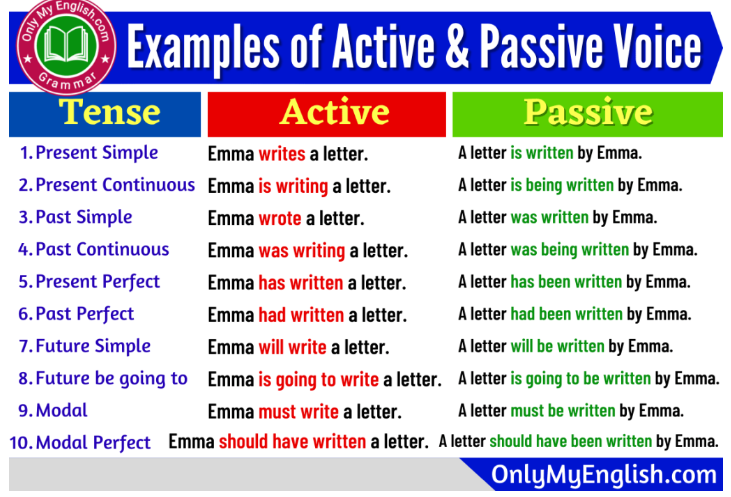 Only My English.com
Grammar
Examples of Active & Passive Voice
Tense Active Passive
1. Present Simple Emma writes a letter. A letter is written by Emma.
2. Present Continuous Emma is writing a letter. A letter is being written by Emma.
3. Past Simple Emma wrote a letter. A letter was written by Emma.
4. Past Continuous Emma was writing a letter. A letter was being written by Emma.
5. Present Perfect Emma has written a letter. A letter has been written by Emma.
6. Past Perfect Emma had written a letter. A letter had been written by Emma.
7. Future Simple Emma will write a letter. A letter will be written by Emma.
8. Future be going to Emma is going to write a letter. A letter is going to be written by Emma.
9. Modal Emma must write a letter. A letter must be written by Emma.
10. Modal Perfect Emma should have written a letter. A letter should have been written by Emma.
OnlyMyEnglish.com